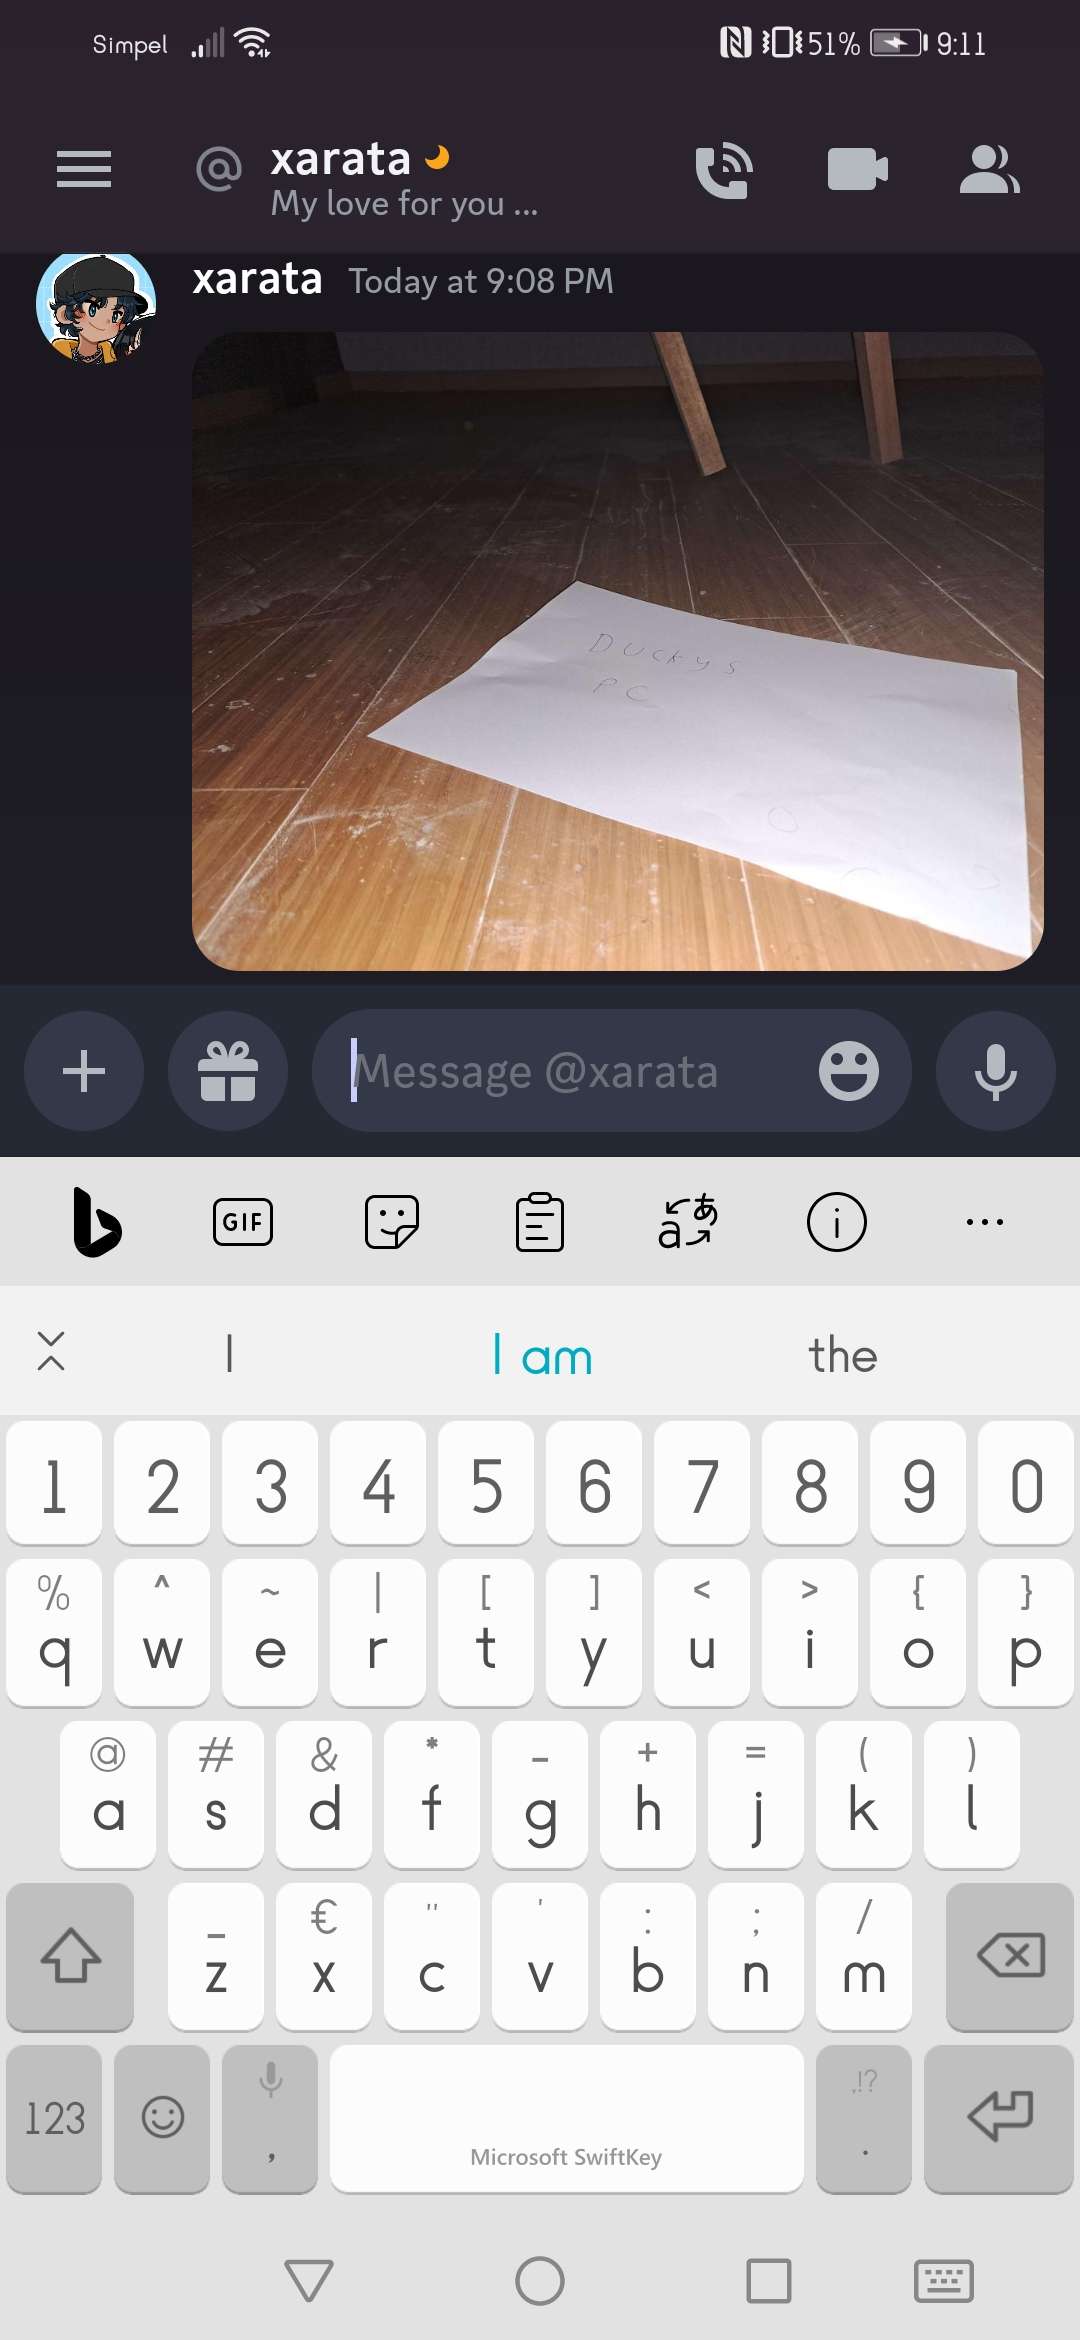 Simpel 51% 9:11
xarata
My love for you ...
xarata Today at 9:08 PM
Duckys
PC
Message @xarata
GIF
I I am the
1 2 3 4 5 6 7 8 9 0
% ^ ~ | [ ] < > { }
q w e r t y u i o p
@ # & * - + = ( )
a s d f g h j k l
_ € " ' : ; /
z x c v b n m
,!?
123 , .
Microsoft SwiftKey